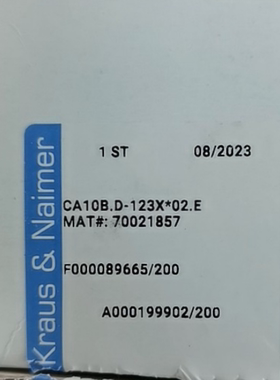 Kraus & Naimer
1 ST 08/2023
CA10B.D-123X*02.E
MAT#: 70021857
F000089665/200
A000199902/200